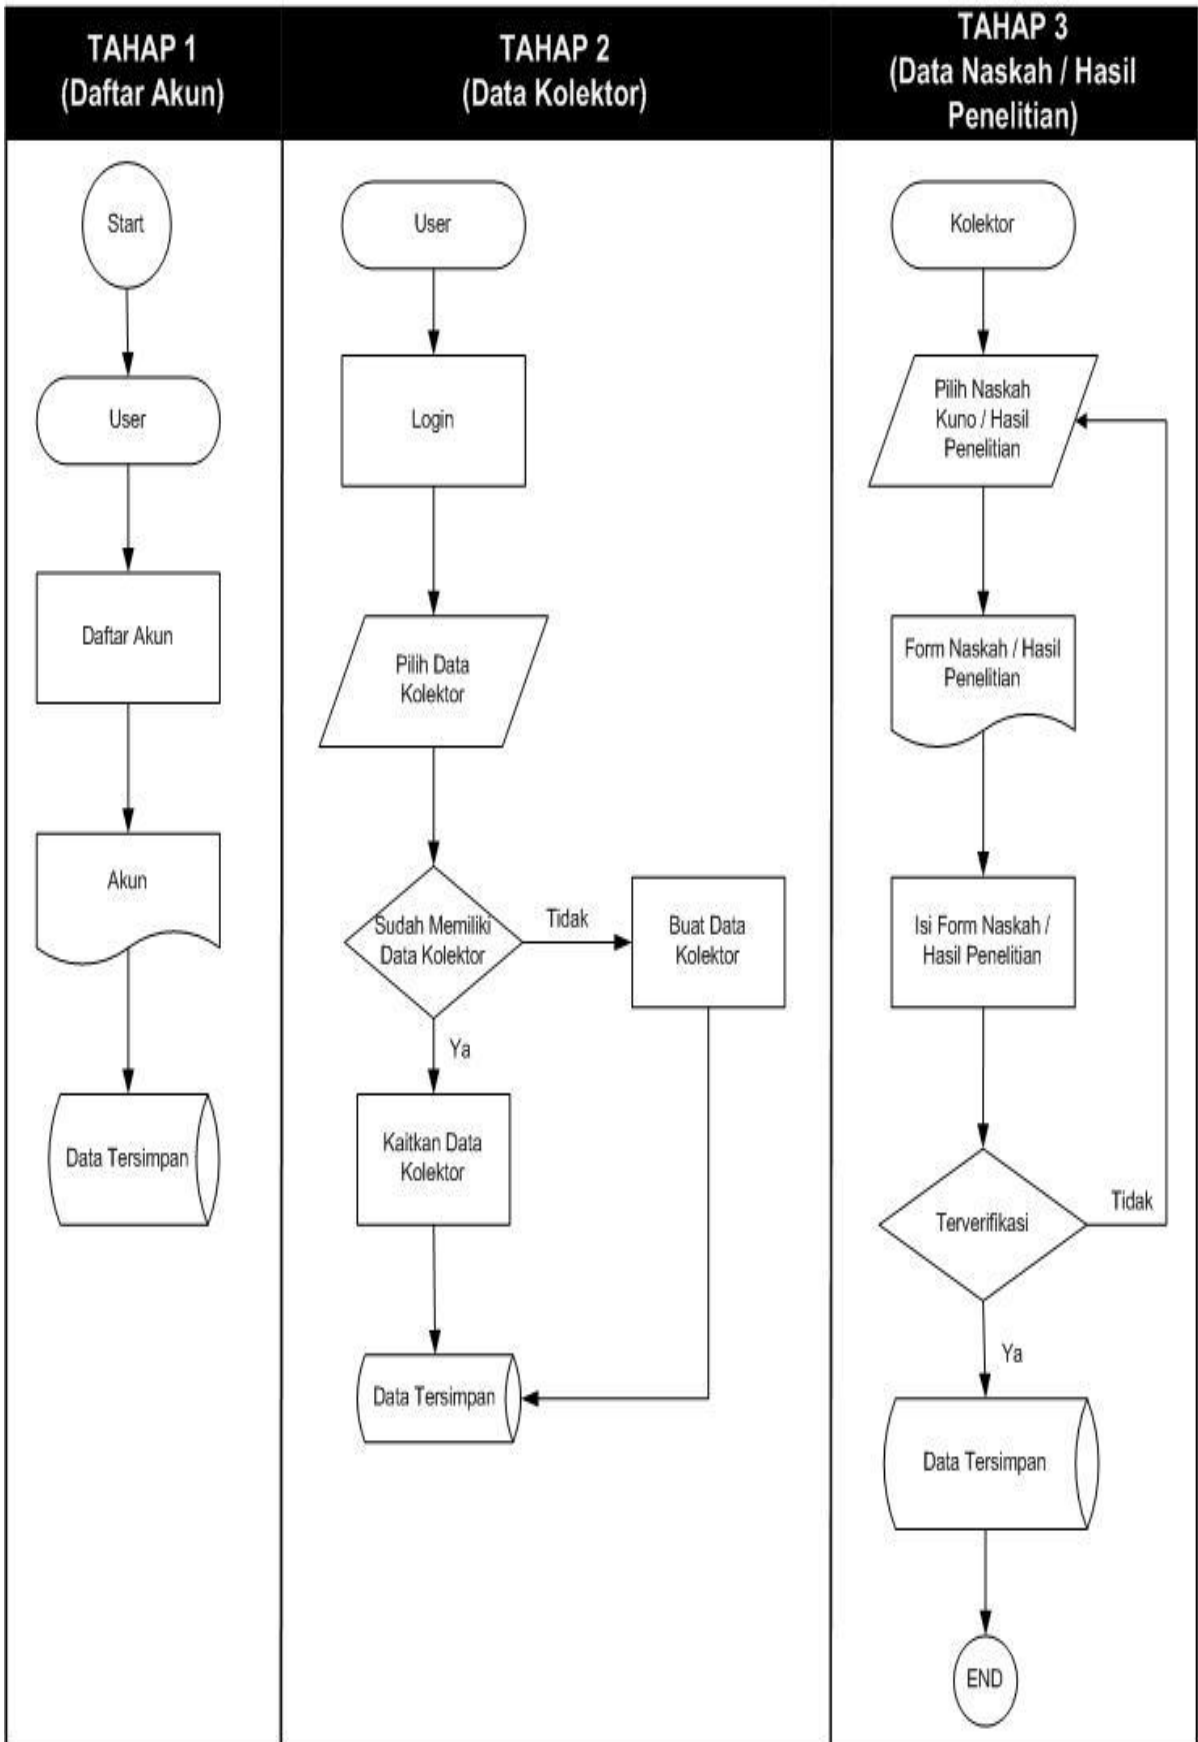 TAHAP 1
(Daftar Akun)
TAHAP 2
(Data Kolektor)
TAHAP 3
(Data Naskah / Hasil
Penelitian)
Start
User
Daftar Akun
Akun
Data Tersimpan
User
Login
Pilih Data
Kolektor
Sudah Memiliki
Data Kolektor
Tidak
Buat Data
Kolektor
Ya
Kaitkan Data
Kolektor
Data Tersimpan
Kolektor
Pilih Naskah
Kuno / Hasil
Penelitian
Form Naskah / Hasil
Penelitian
Isi Form Naskah /
Hasil Penelitian
Terverifikasi
Tidak
Ya
Data Tersimpan
END